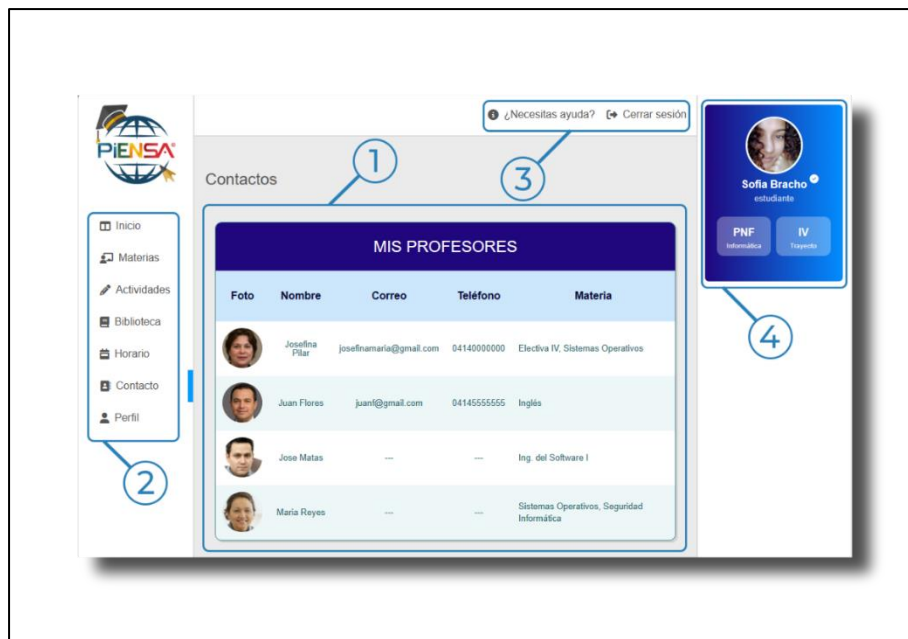 PiENSA
¿Necesitas ayuda? Cerrar sesión
1
3
Contactos
Sofia Bracho
estudiante
PNF
Informática
IV
Trayecto
Inicio
Materias
Actividades
Biblioteca
Horario
Contacto
Perfil
2
4
MIS PROFESORES
Foto Nombre Correo Teléfono Materia
Josefina
Pilar
josefinamaria@gmail.com 04140000000 Electiva IV, Sistemas Operativos
Juan Flores juanf@gmail.com 04145555555 Inglés
Jose Matas --- --- Ing. del Software I
Maria Reyes --- --- Sistemas Operativos, Seguridad
Informática